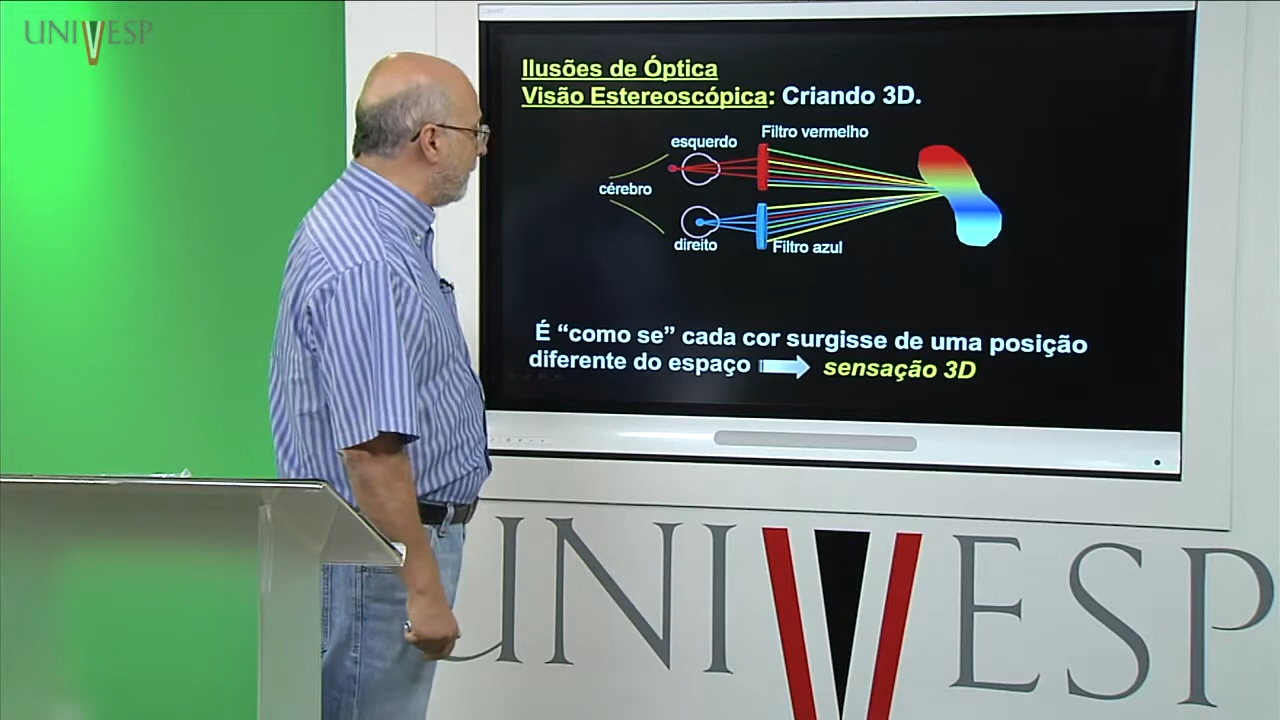 UNIVESP
Ilusões de Óptica
Visão Estereoscópica: Criando 3D.
Filtro vermelho
esquerdo
cérebro
direito
Filtro azul
É “como se” cada cor surgisse de uma posição
diferente do espaço sensação 3D
UNIVESP